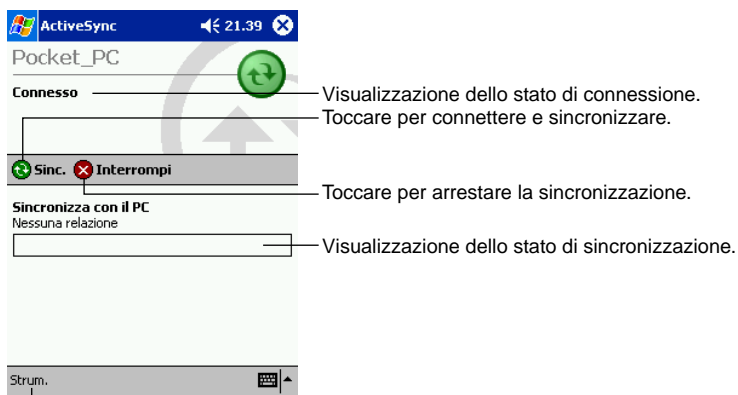 ActiveSync 21.39
Pocket_PC
Connesso
Visualizzazione dello stato di connessione.
Toccare per connettere e sincronizzare.
Sinc. Interrompi
Toccare per arrestare la sincronizzazione.
Sincronizza con il PC
Nessuna relazione
Visualizzazione dello stato di sincronizzazione.
Strum.